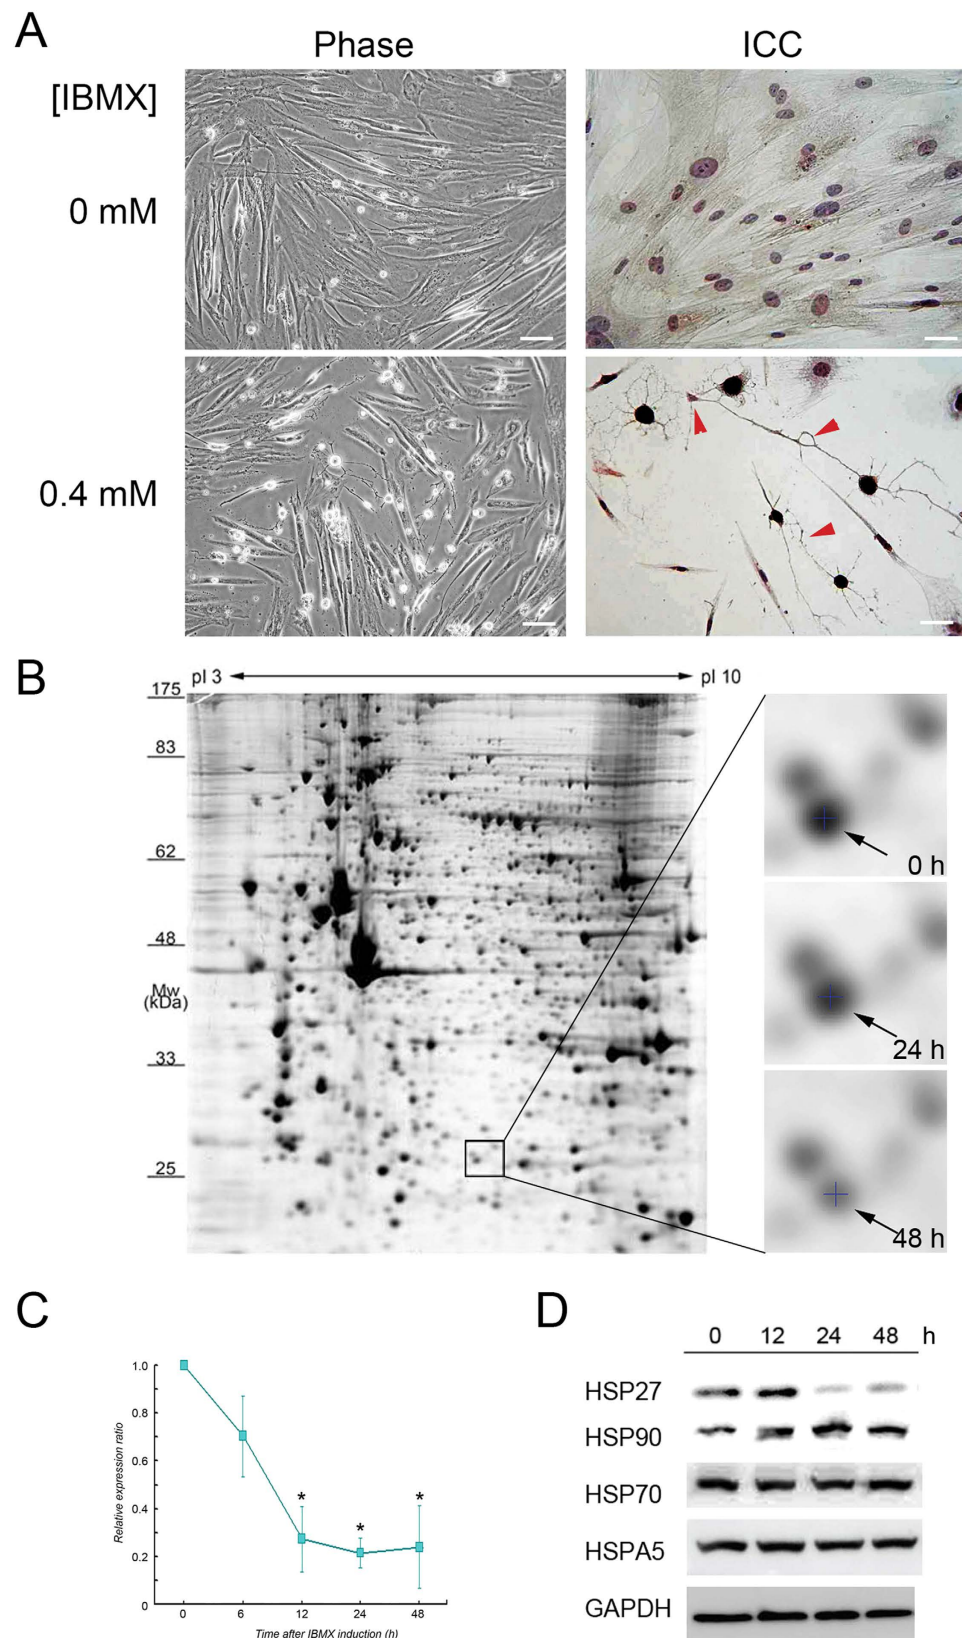 A
Phase ICC
[IBMX]
0 mM
0.4 mM
B
pI 3 pI 10
175
83
62
48
Mw
(kDa)
33
25
0 h
24 h
48 h
C
Relative expression ratio
1.0
0.8
0.6
0.4
0.2
0
* * *
0 6 12 24 48
Time after IBMX induction (h)
D
0 12 24 48 h
HSP27
HSP90
HSP70
HSPA5
GAPDH